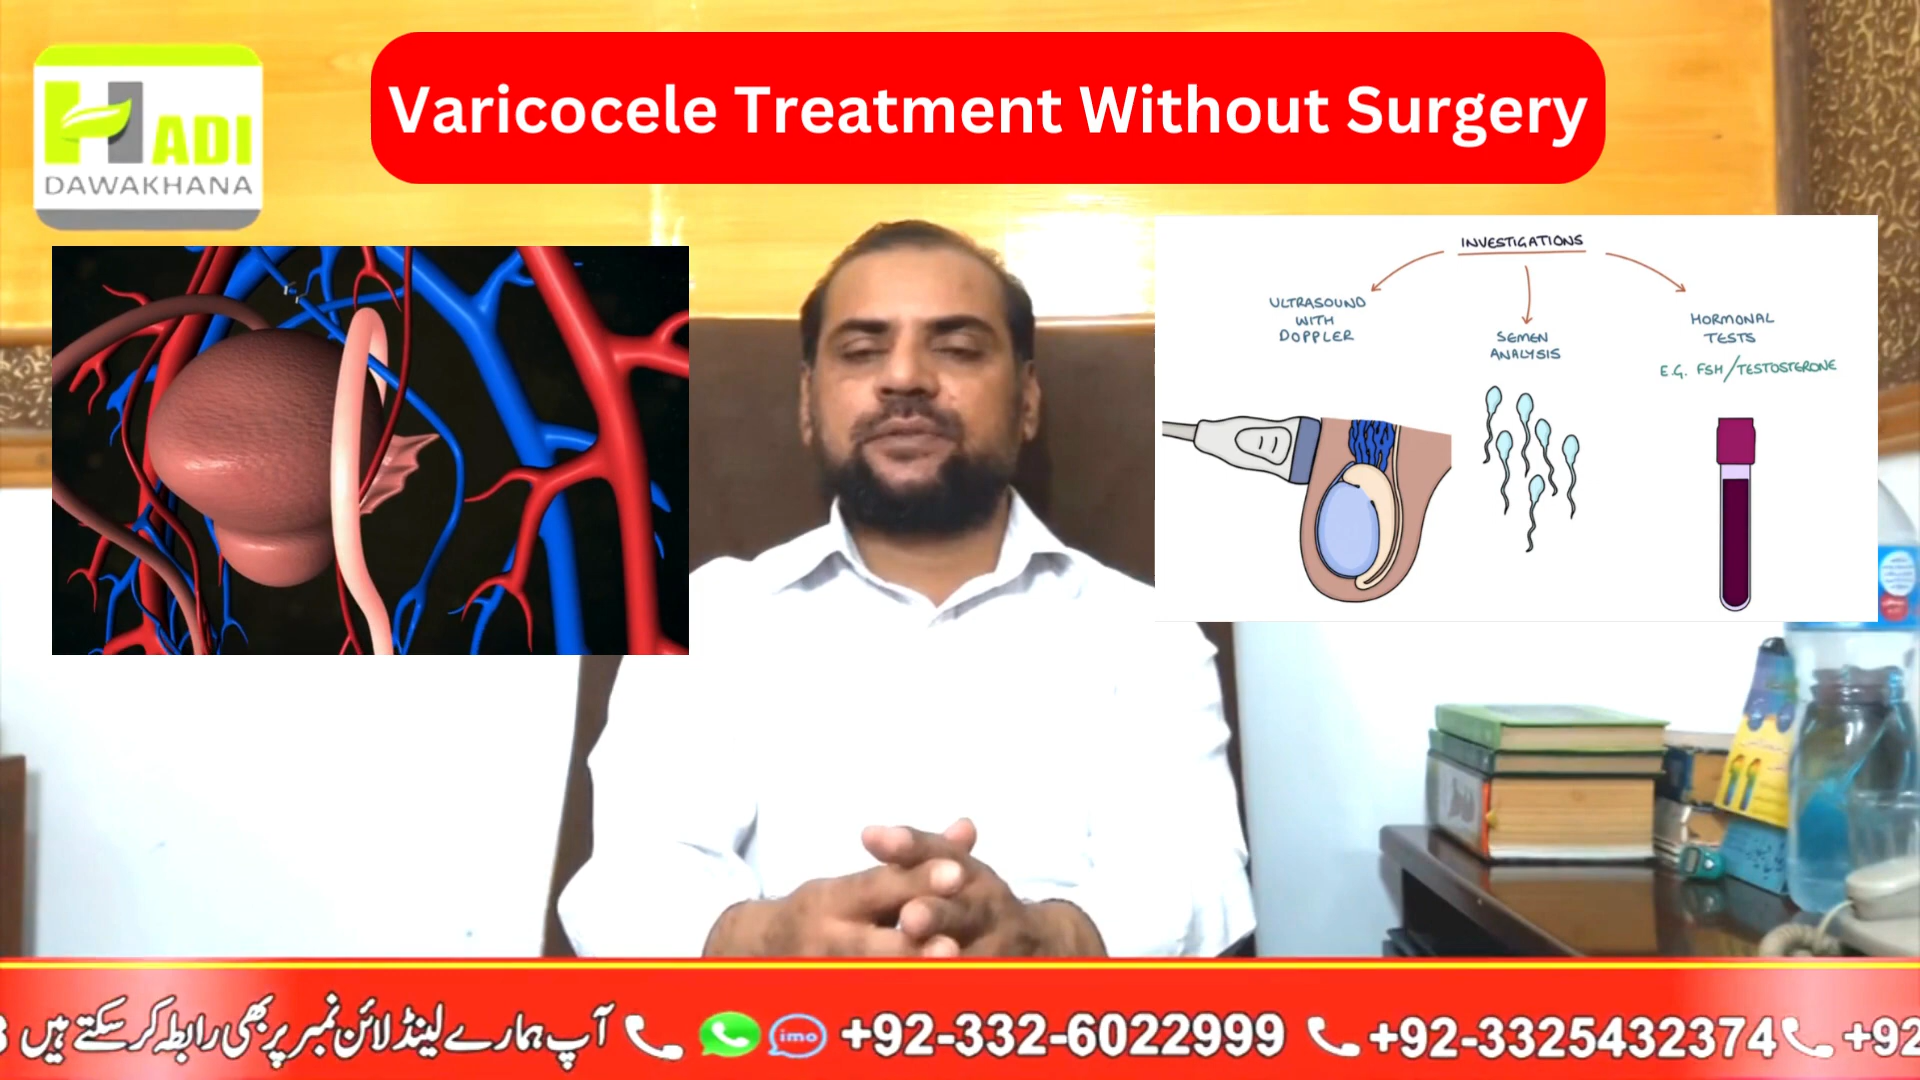 HADI
DAWAKHANA
Varicocele Treatment Without Surgery
INVESTIGATIONS
ULTRASOUND
WITH
DOPPLER
SEMEN
ANALYSIS
HORMONAL
TESTS
E.G. FSH/TESTOSTERONE
آپ ہمارے لینڈ لائن نمبر پر بھی رابطہ کر سکتے ہیں
imo +92-332-6022999 +92-3325432374 +92